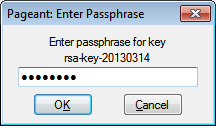 Pageant: Enter Passphrase
Enter passphrase for key
rsa-key-20130314
●●●●●●●●
OK
Cancel